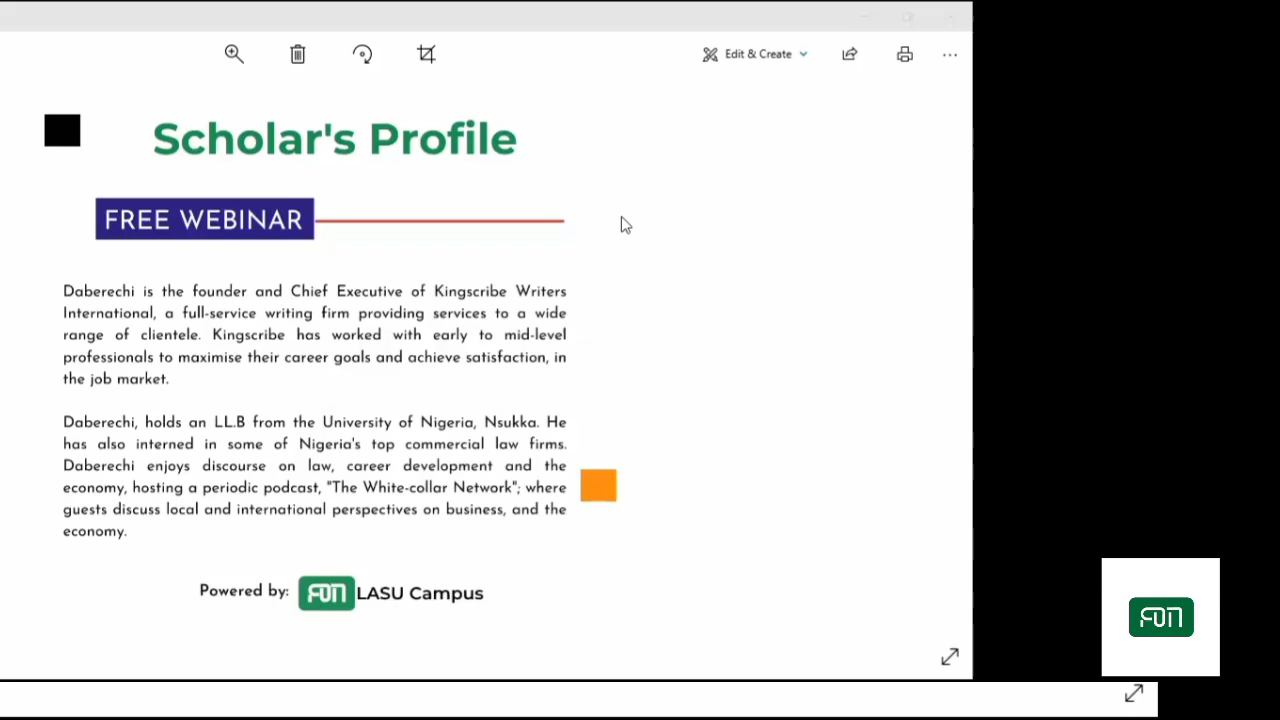 Edit & Create
Scholar's Profile
FREE WEBINAR
Daberechi is the founder and Chief Executive of Kingscribe Writers
International, a full-service writing firm providing services to a wide
range of clientele. Kingscribe has worked with early to mid-level
professionals to maximise their career goals and achieve satisfaction, in
the job market.
Daberechi, holds an LL.B from the University of Nigeria, Nsukka. He
has also interned in some of Nigeria's top commercial law firms.
Daberechi enjoys discourse on law, career development and the
economy, hosting a periodic podcast, "The White-collar Network"; where
guests discuss local and international perspectives on business, and the
economy.
Powered by: FON LASU Campus
FON